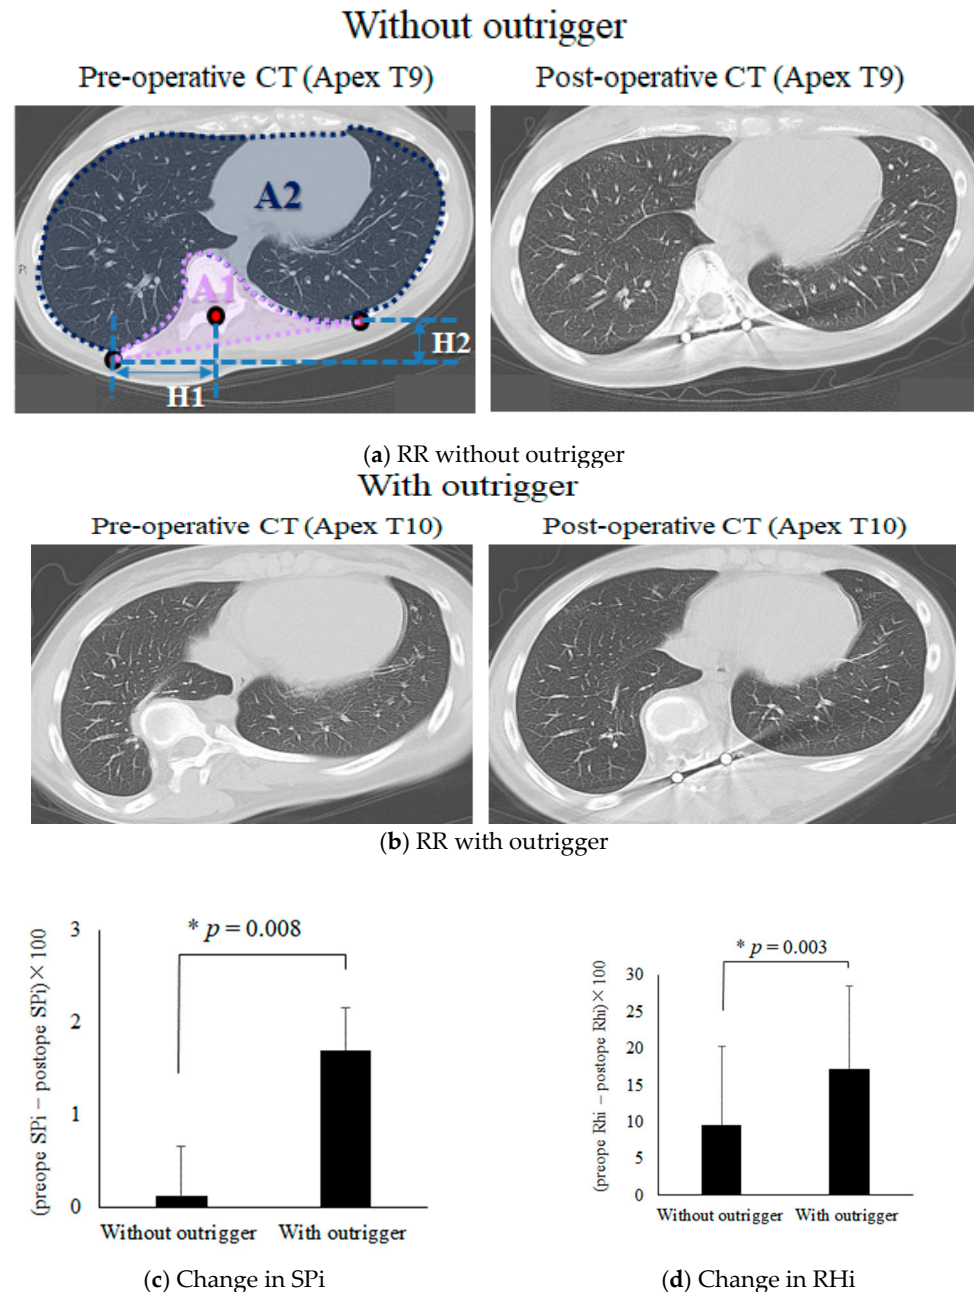 Without outrigger
Pre-operative CT (Apex T9)
Post-operative CT (Apex T9)
A2
A1
H2
H1
(a) RR without outrigger
With outrigger
Pre-operative CT (Apex T10)
Post-operative CT (Apex T10)
(b) RR with outrigger
(preope SPi – postope SPi)×100
3
2
1
0
* p = 0.008
Without outrigger
With outrigger
(c) Change in SPi
(preope Rhi – postope Rhi)×100
30
25
20
15
10
5
0
* p = 0.003
Without outrigger
With outrigger
(d) Change in RHi